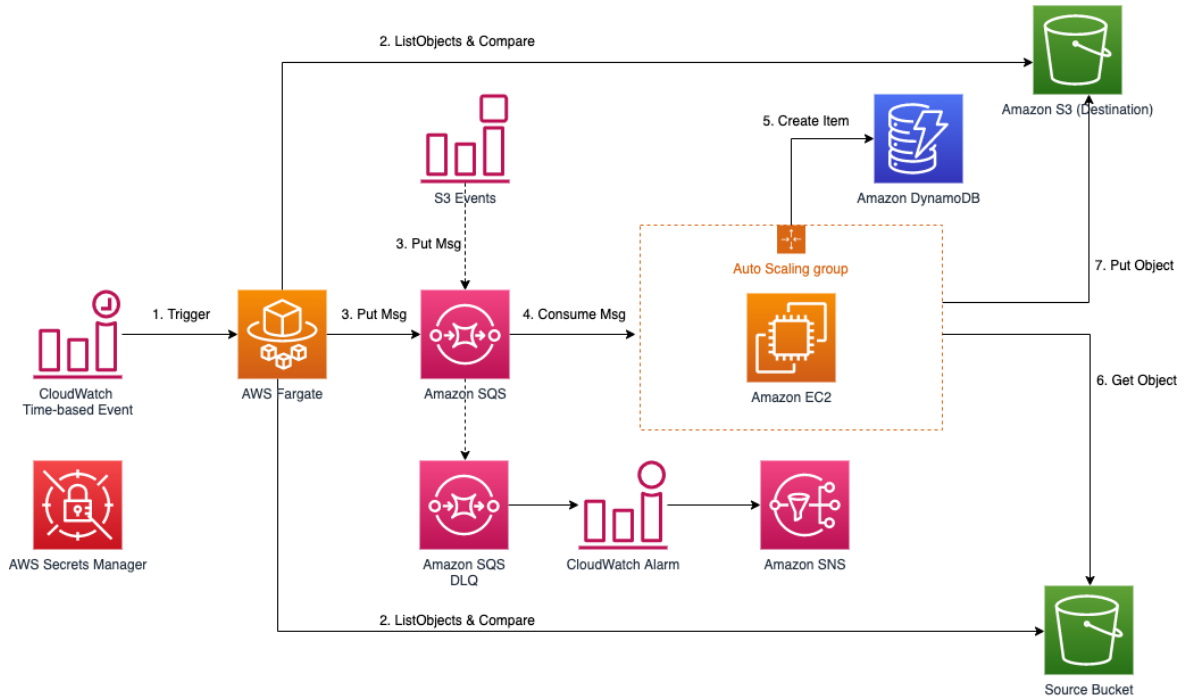 2. ListObjects & Compare
Amazon S3 (Destination)
5. Create Item
S3 Events
Amazon DynamoDB
3. Put Msg
Auto Scaling group
7. Put Object
1. Trigger
3. Put Msg
4. Consume Msg
CloudWatch
Time-based Event
AWS Fargate
Amazon SQS
Amazon EC2
6. Get Object
AWS Secrets Manager
Amazon SQS
DLQ
CloudWatch Alarm
Amazon SNS
2. ListObjects & Compare
Source Bucket